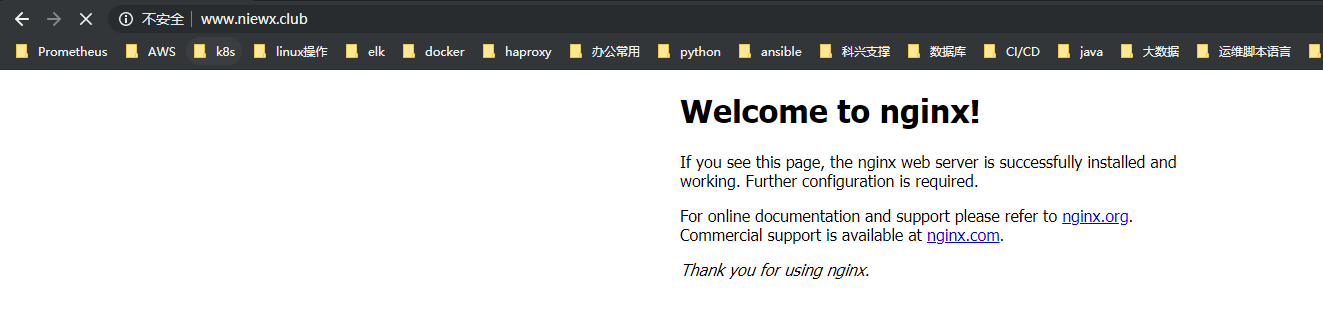 不安全 www.niewx.club
Prometheus AWS k8s linux操作 elk docker haproxy 办公常用 python ansible 科兴支撑 数据库 CI/CD java 大数据 运维脚本语言
Welcome to nginx!
If you see this page, the nginx web server is successfully installed and
working. Further configuration is required.
For online documentation and support please refer to nginx.org.
Commercial support is available at nginx.com.
Thank you for using nginx.